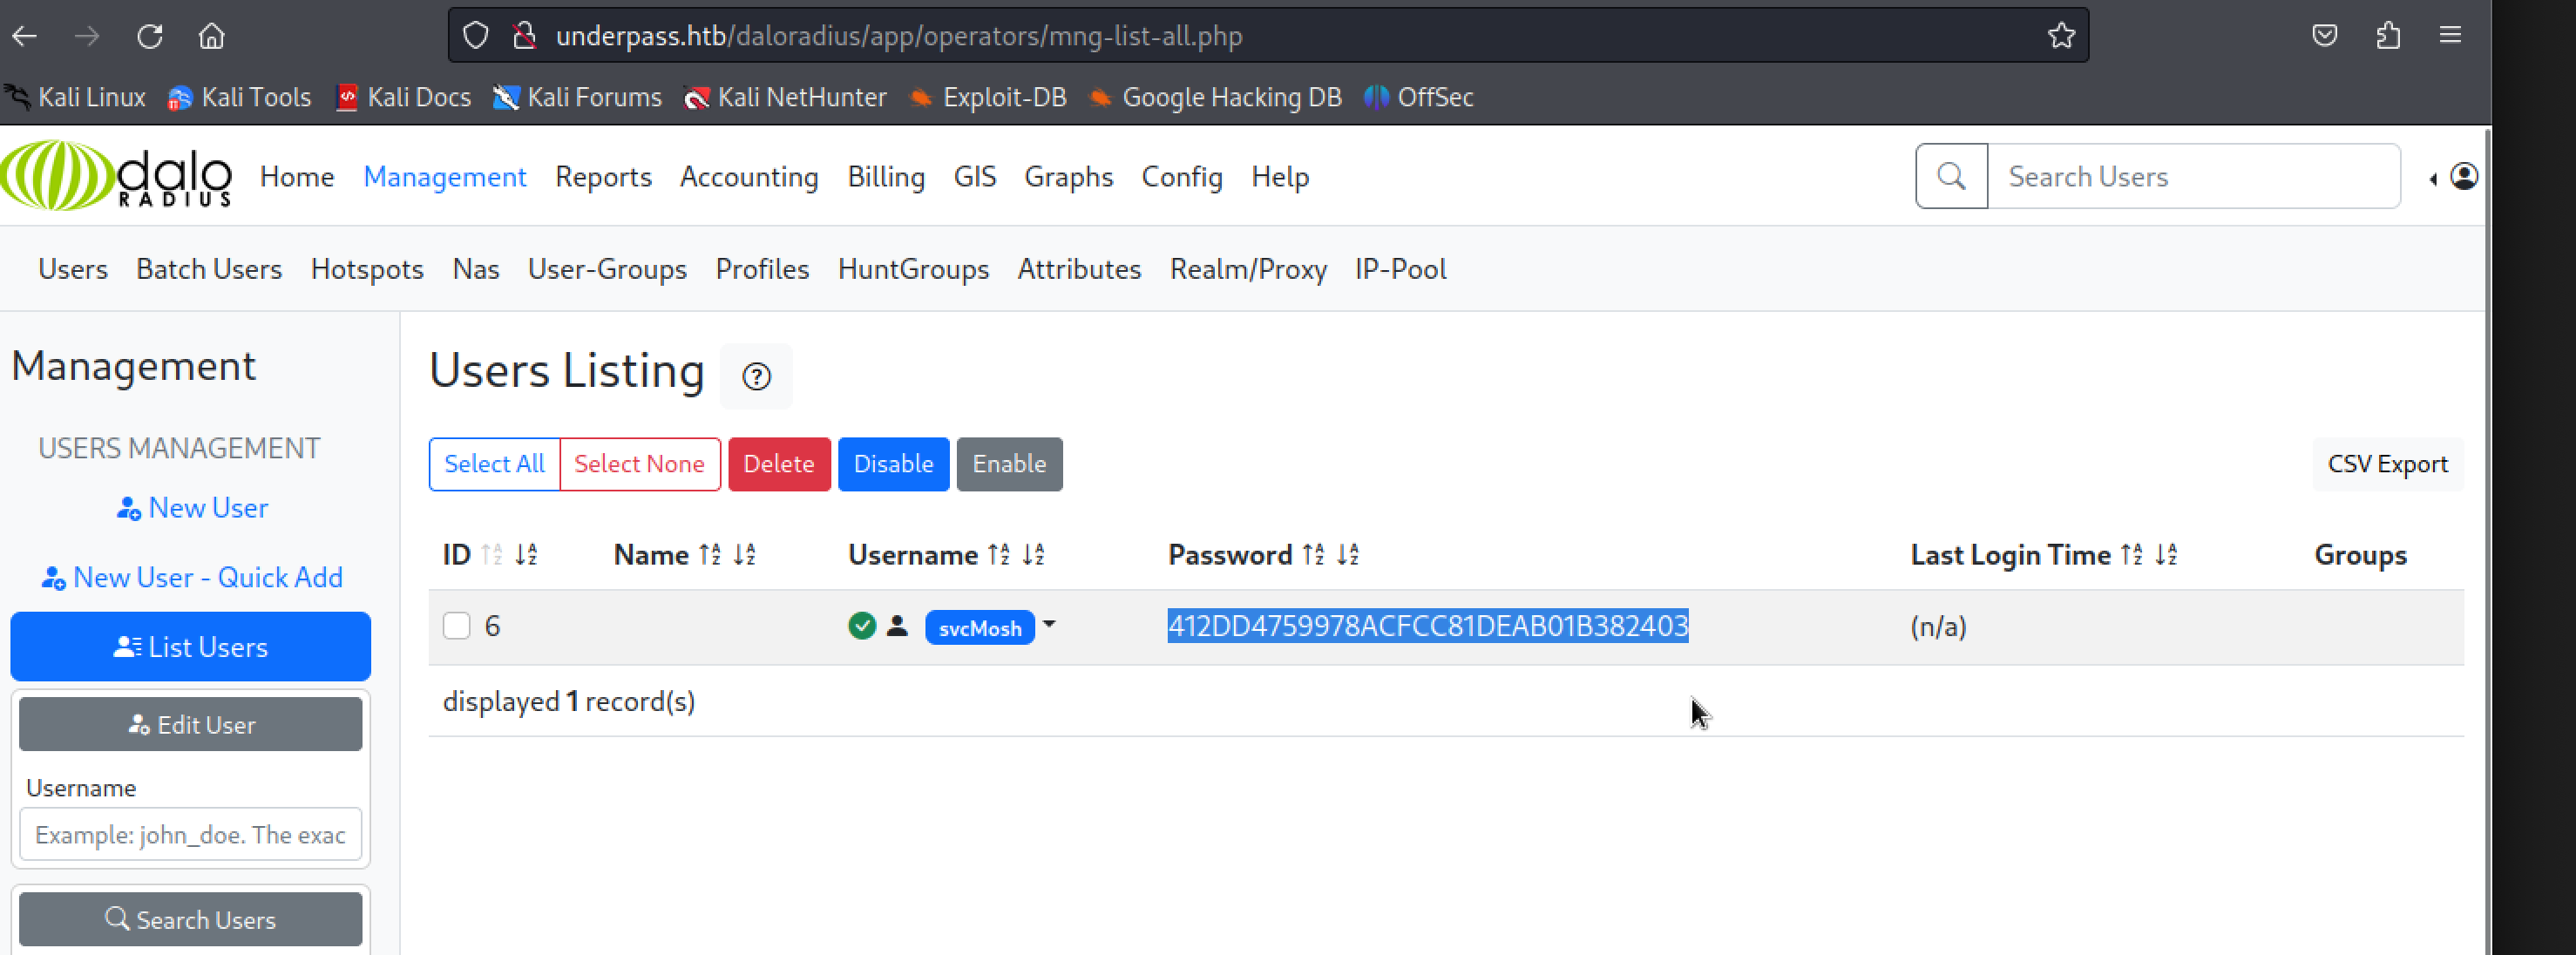 underpass.htb/daloradius/app/operators/mng-list-all.php
Kali Linux Kali Tools Kali Docs Kali Forums Kali NetHunter Exploit-DB Google Hacking DB OffSec
dalo RADIUS Home Management Reports Accounting Billing GIS Graphs Config Help Search Users
Users Batch Users Hotspots Nas User-Groups Profiles HuntGroups Attributes Realm/Proxy IP-Pool
Management
USERS MANAGEMENT
New User
New User - Quick Add
List Users
Edit User
Username
Example: john_doe. The exac
Search Users
Users Listing
Select All Select None Delete Disable Enable CSV Export
ID Name Username Password Last Login Time Groups
6 svcMosh 412DD4759978ACFCC81DEAB01B382403 (n/a)
displayed 1 record(s)